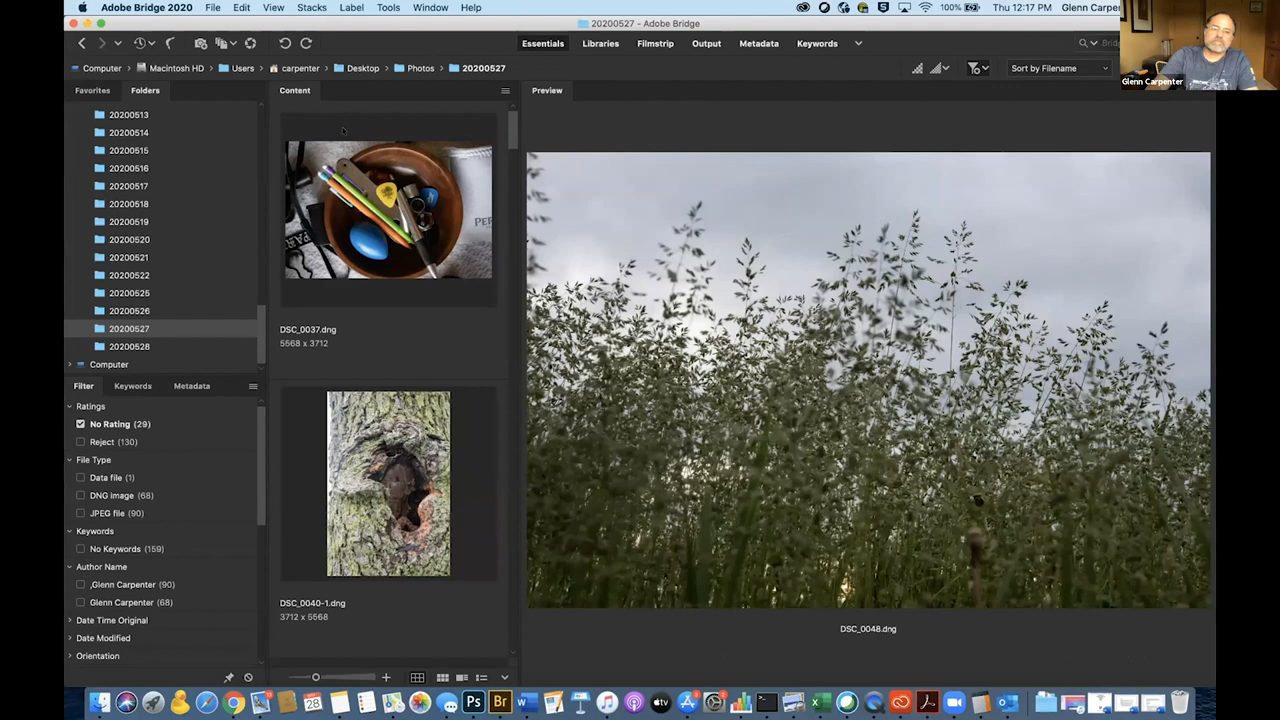 Adobe Bridge 2020 File Edit View Stacks Label Tools Window Help 100% Thu 12:17 PM Glenn Carpenter
20200527 - Adobe Bridge
Essentials Libraries Filmstrip Output Metadata Keywords
Computer Macintosh HD Users carpenter Desktop Photos 20200527 Sort by Filename
Glenn Carpenter
Favorites Folders
20200513
20200514
20200515
20200516
20200517
20200518
20200519
20200520
20200521
20200522
20200525
20200526
20200527
20200528
Computer
Filter Keywords Metadata
Ratings
No Rating (29)
Reject (130)
File Type
Data file (1)
DNG image (68)
JPEG file (90)
Keywords
No Keywords (159)
Author Name
,Glenn Carpenter (90)
Glenn Carpenter (68)
Date Time Original
Date Modified
Orientation
Content
DSC_0037.dng
5568 x 3712
DSC_0040-1.dng
3712 x 5568
Preview
DSC_0048.dng
Ps Br
28